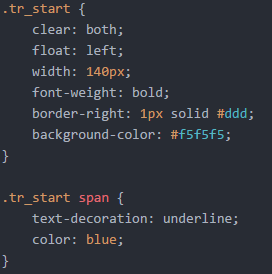 .tr_start {
    clear: both;
    float: left;
    width: 140px;
    font-weight: bold;
    border-right: 1px solid #ddd;
    background-color: #f5f5f5;
}

.tr_start span {
    text-decoration: underline;
    color: blue;
}